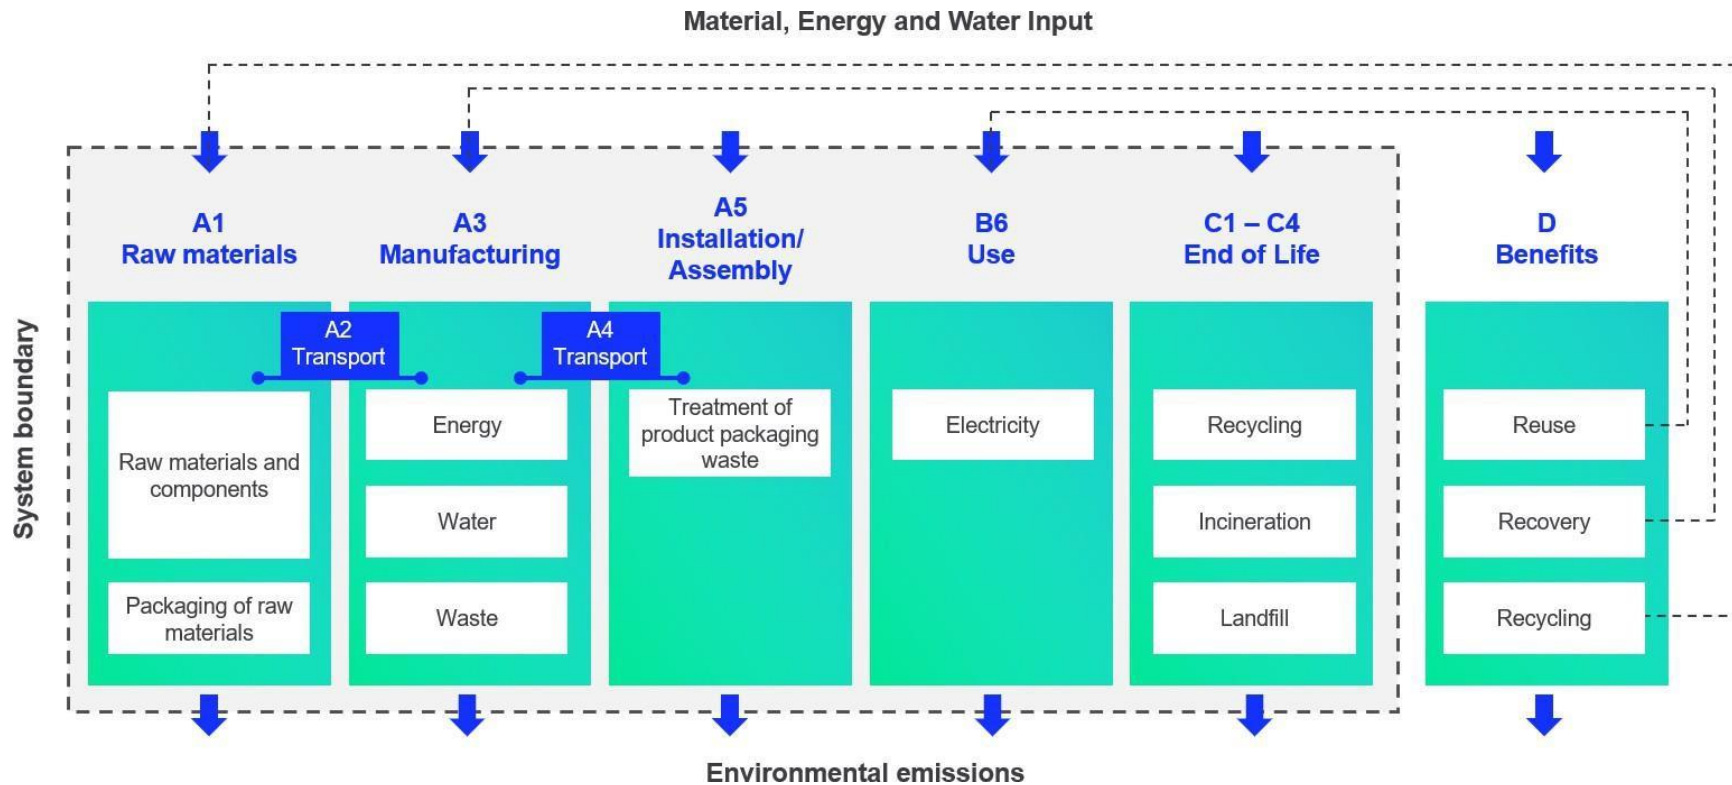 Material, Energy and Water Input
A1
Raw materials
A3
Manufacturing
A5
Installation/
Assembly
B6
Use
C1 – C4
End of Life
D
Benefits
System boundary
A2
Transport
A4
Transport
Raw materials and
components
Packaging of raw
materials
Energy
Water
Waste
Treatment of
product packaging
waste
Electricity
Recycling
Incineration
Landfill
Reuse
Recovery
Recycling
Environmental emissions